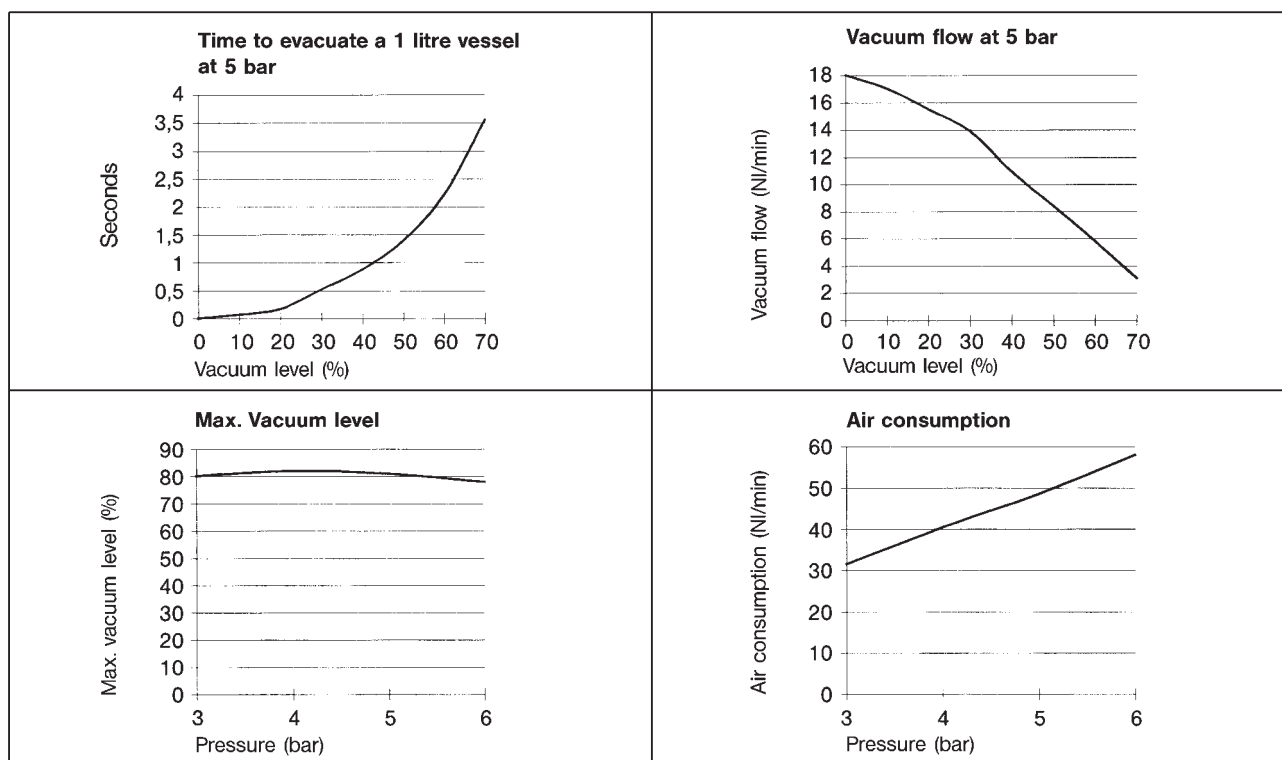 Time to evacuate a 1 litre vessel
at 5 bar
4
3,5
3
2,5
2
1,5
1
0,5
0
Seconds
0 10 20 30 40 50 60 70
Vacuum level (%)
Vacuum flow at 5 bar
18
16
14
12
10
8
6
4
2
0
Vacuum flow (Nl/min)
0 10 20 30 40 50 60 70
Vacuum level (%)
Max. Vacuum level
90
80
70
60
50
40
30
20
10
0
Max. vacuum level (%)
3 4 5 6
Pressure (bar)
Air consumption
60
50
40
30
20
10
0
Air consumption (Nl/min)
3 4 5 6
Pressure (bar)